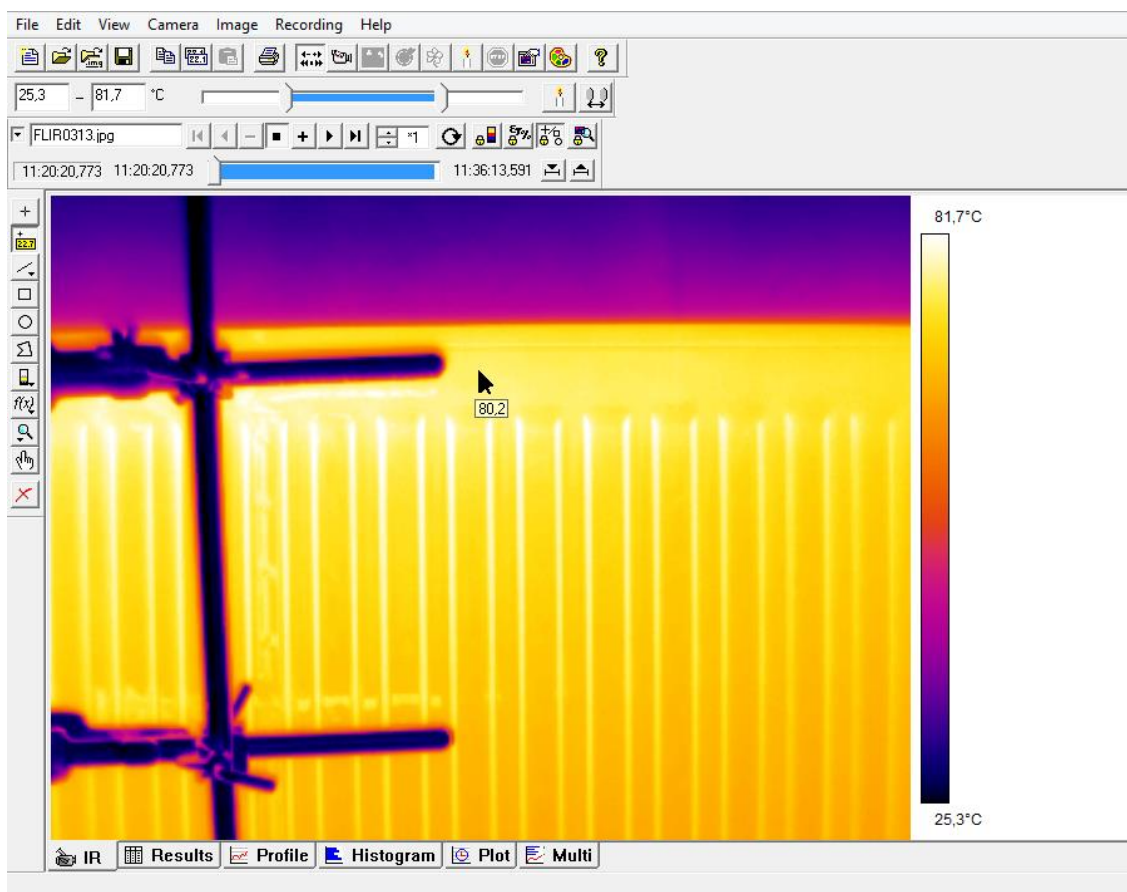 File Edit View Camera Image Recording Help
25,3 – 81,7 °C
FLIR0313.jpg ×1
11:20:20,773 11:20:20,773 11:36:13,591
22.7
f(x)
81,7°C
80,2
25,3°C
IR Results Profile Histogram Plot Multi